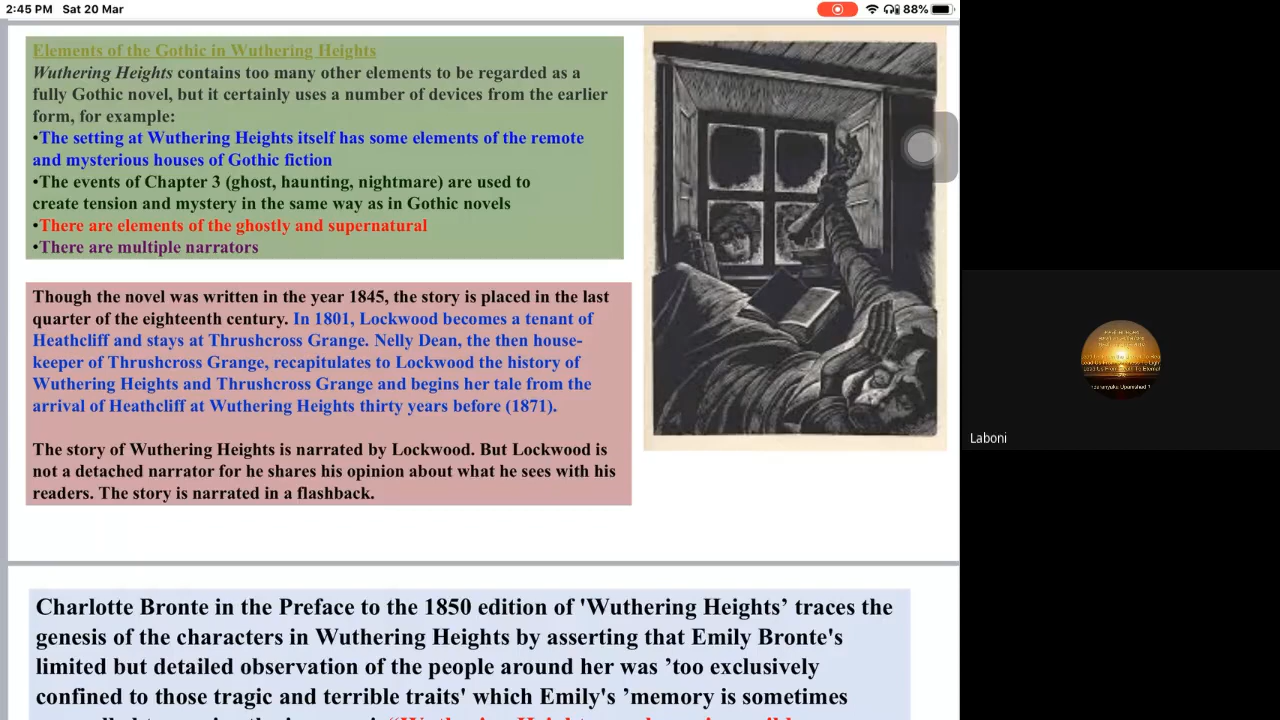 2:45 PM Sat 20 Mar
88%
Elements of the Gothic in Wuthering Heights
Wuthering Heights contains too many other elements to be regarded as a
fully Gothic novel, but it certainly uses a number of devices from the earlier
form, for example:
•The setting at Wuthering Heights itself has some elements of the remote
and mysterious houses of Gothic fiction
•The events of Chapter 3 (ghost, haunting, nightmare) are used to
create tension and mystery in the same way as in Gothic novels
•There are elements of the ghostly and supernatural
•There are multiple narrators
Though the novel was written in the year 1845, the story is placed in the last
quarter of the eighteenth century. In 1801, Lockwood becomes a tenant of
Heathcliff and stays at Thrushcross Grange. Nelly Dean, the then house-
keeper of Thrushcross Grange, recapitulates to Lockwood the history of
Wuthering Heights and Thrushcross Grange and begins her tale from the
arrival of Heathcliff at Wuthering Heights thirty years before (1871).
The story of Wuthering Heights is narrated by Lockwood. But Lockwood is
not a detached narrator for he shares his opinion about what he sees with his
readers. The story is narrated in a flashback.
Laboni
Charlotte Bronte in the Preface to the 1850 edition of 'Wuthering Heights’ traces the
genesis of the characters in Wuthering Heights by asserting that Emily Bronte's
limited but detailed observation of the people around her was ’too exclusively
confined to those tragic and terrible traits' which Emily's ’memory is sometimes